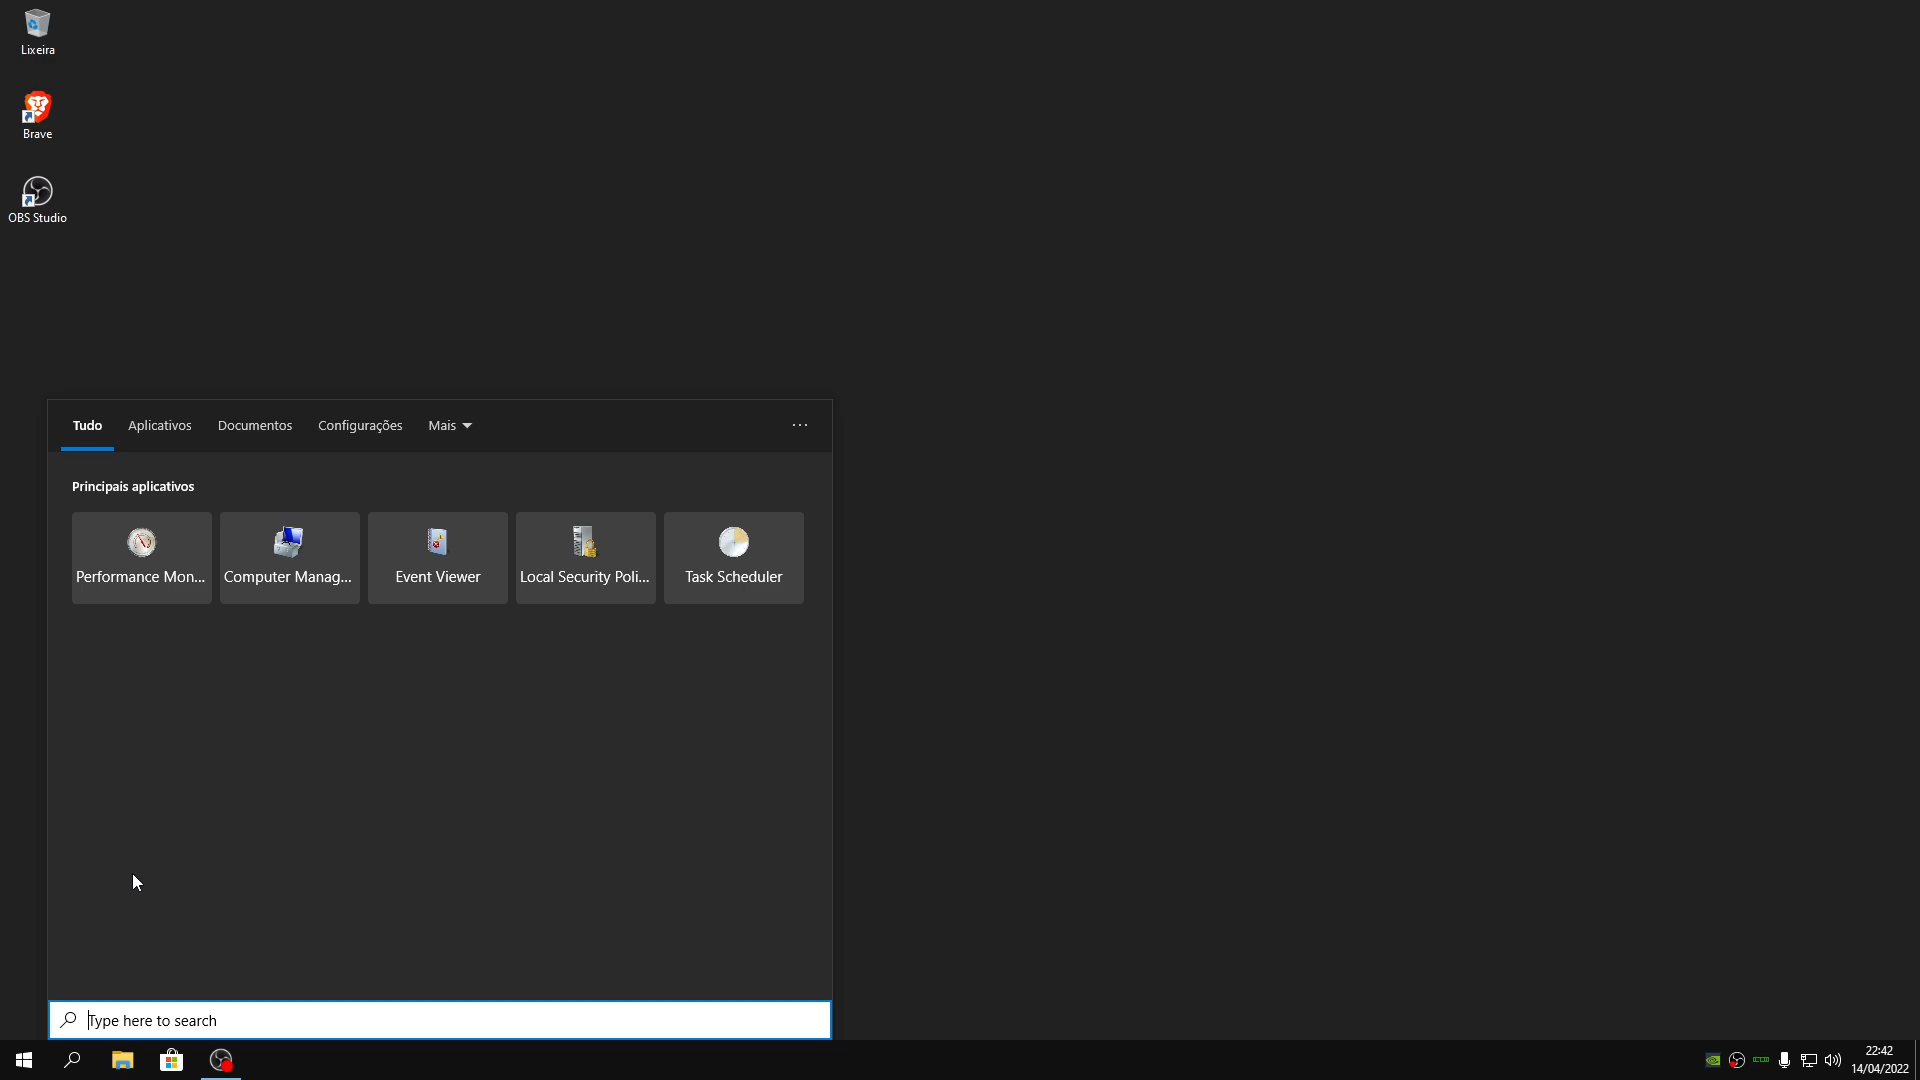 Lixeira
Brave
OBS Studio
Tudo Aplicativos Documentos Configurações Mais
Principais aplicativos
Performance Mon... Computer Manag... Event Viewer Local Security Poli... Task Scheduler
Type here to search
22:42
14/04/2022